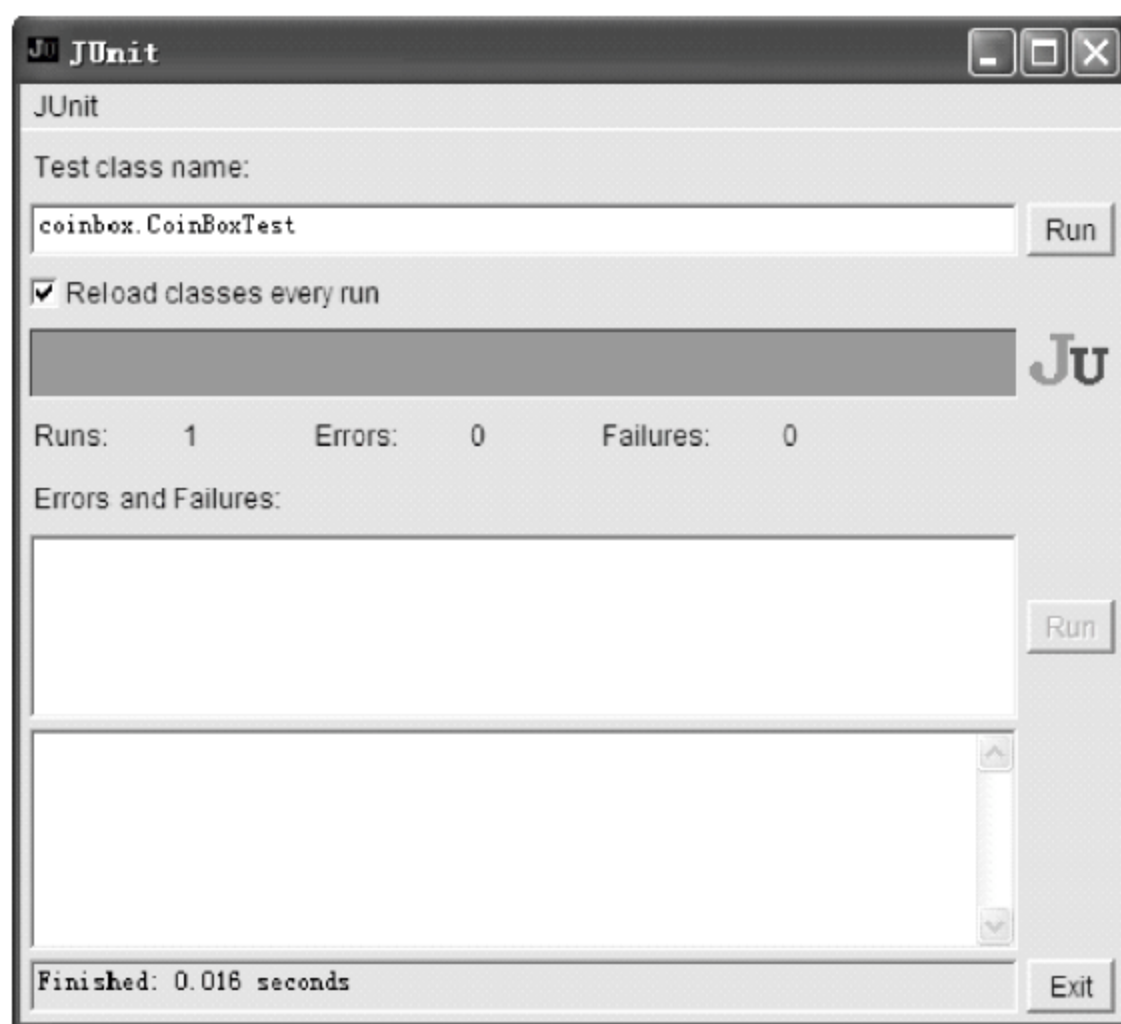 JU JUnit
JUnit
Test class name:
coinbox.CoinBoxTest
Run
Reload classes every run
JU
Runs: 1 Errors: 0 Failures: 0
Errors and Failures:
Run
Finished: 0.016 seconds
Exit